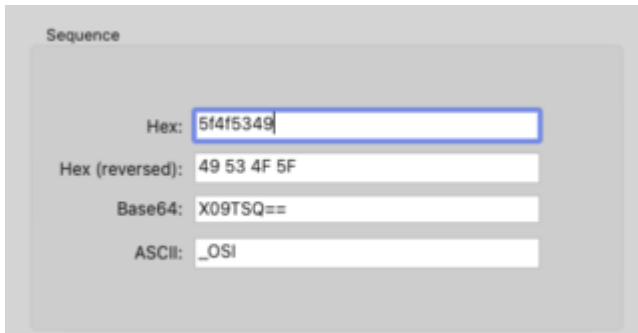 Sequence
Hex: 5f4f5349
Hex (reversed): 49 53 4F 5F
Base64: X09TSQ==
ASCII: _OSI